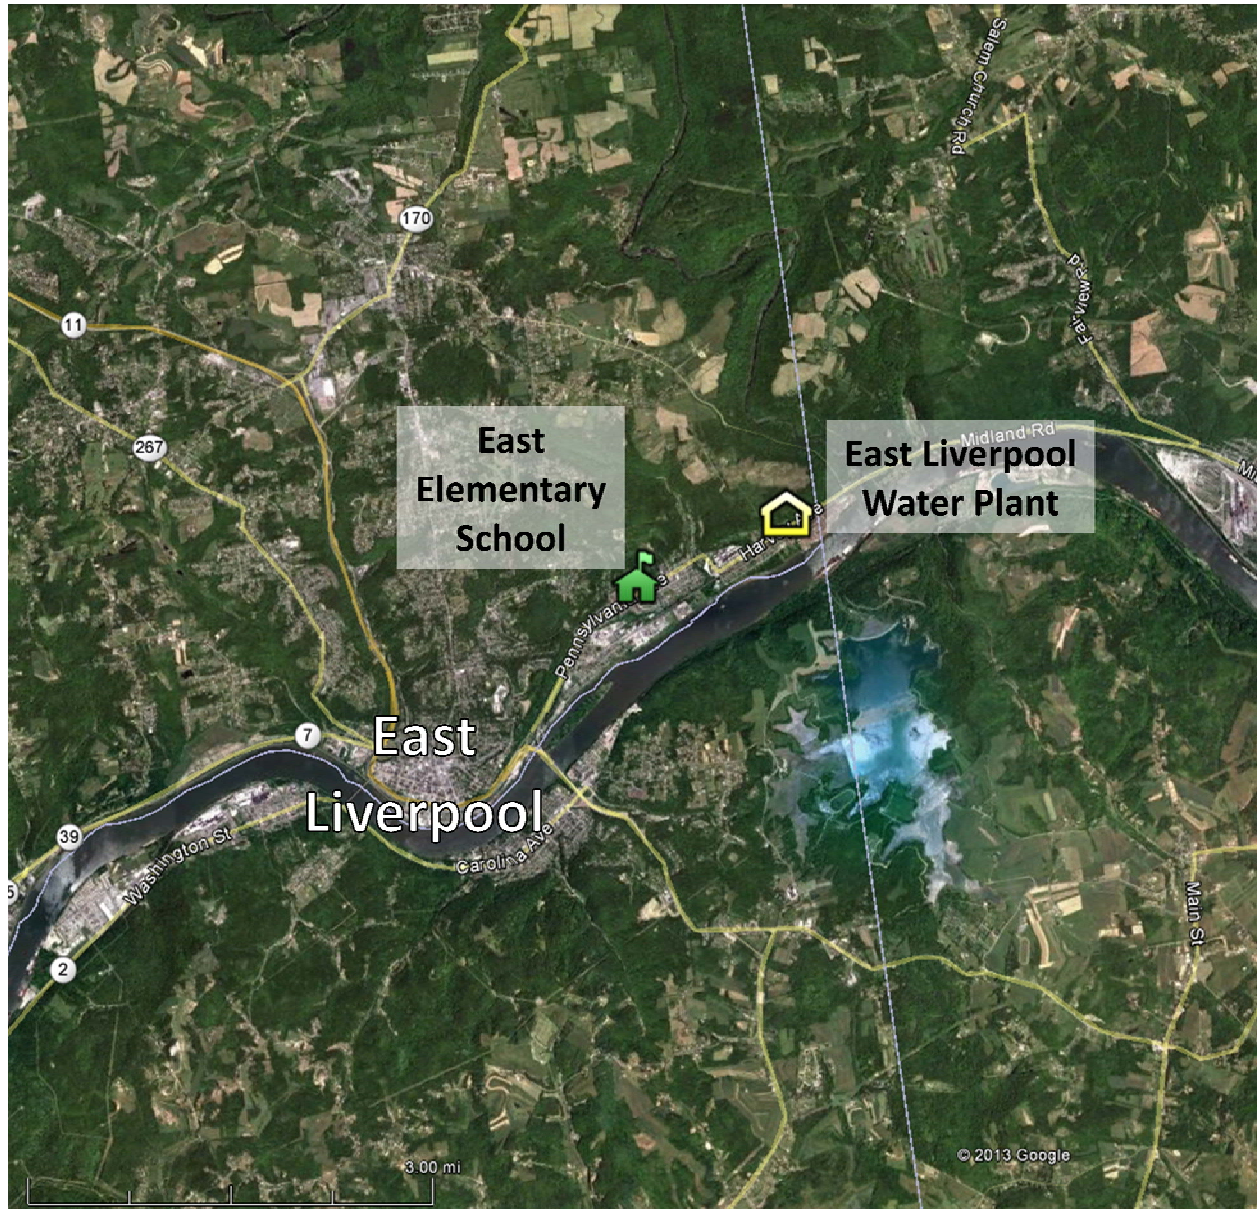 Salem Church Rd
170
Fairview Rd
11
267
Midland Rd
East
Elementary
School
East Liverpool
Water Plant
Pennsylvan
7
East
Liverpool
39
Washington St
Carolina Ave
Main St
2
3.00 mi
© 2013 Google